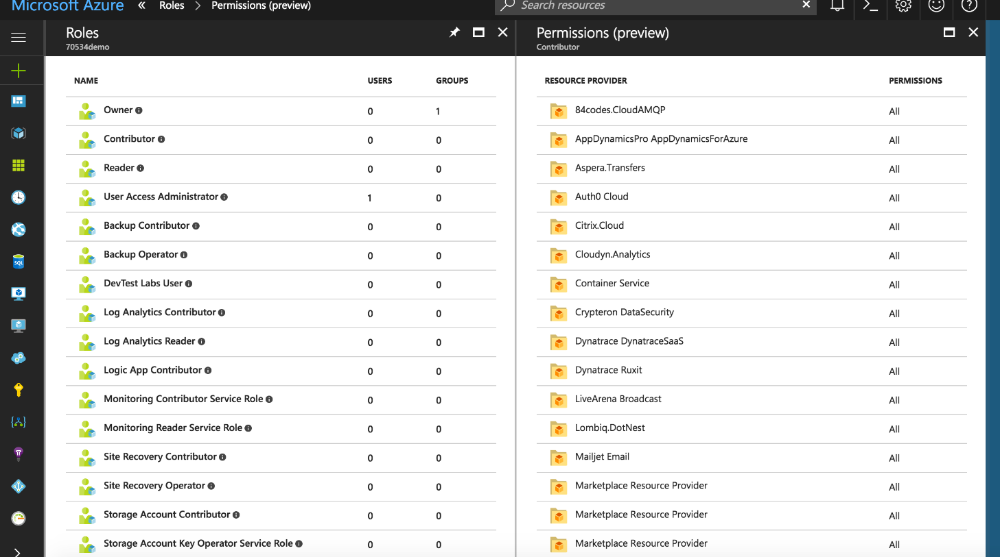 Microsoft Azure « Roles > Permissions (preview) Search resources
Roles
70534demo
NAME USERS GROUPS
Owner 0 1
Contributor 0 0
Reader 0 0
User Access Administrator 1 0
Backup Contributor 0 0
Backup Operator 0 0
DevTest Labs User 0 0
Log Analytics Contributor 0 0
Log Analytics Reader 0 0
Logic App Contributor 0 0
Monitoring Contributor Service Role 0 0
Monitoring Reader Service Role 0 0
Site Recovery Contributor 0 0
Site Recovery Operator 0 0
Storage Account Contributor 0 0
Storage Account Key Operator Service Role 0 0
Permissions (preview)
Contributor
RESOURCE PROVIDER PERMISSIONS
84codes.CloudAMQP All
AppDynamicsPro AppDynamicsForAzure All
Aspera.Transfers All
Auth0 Cloud All
Citrix.Cloud All
Cloudyn.Analytics All
Container Service All
Crypteron DataSecurity All
Dynatrace DynatraceSaaS All
Dynatrace Ruxit All
LiveArena Broadcast All
Lombiq.DotNest All
Mailjet Email All
Marketplace Resource Provider All
Marketplace Resource Provider All
Marketplace Resource Provider All
SQL